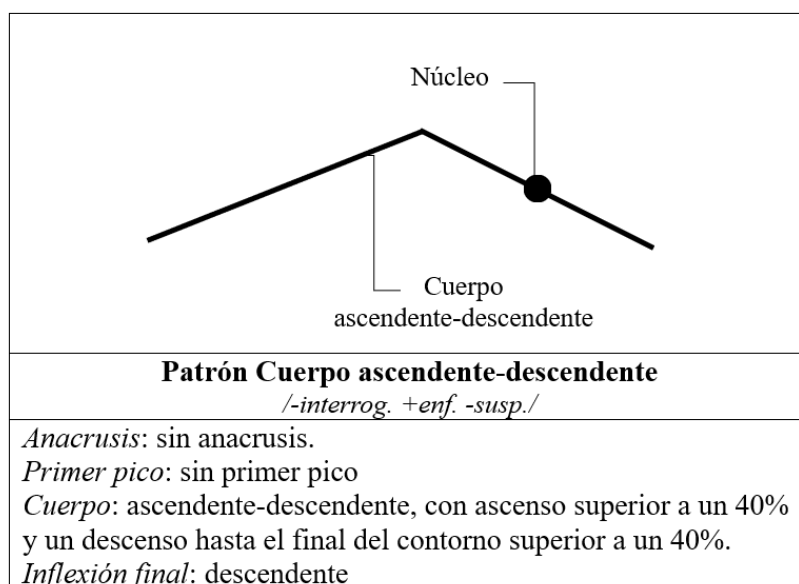 Núcleo
Cuerpo
ascendente-descendente
Patrón Cuerpo ascendente-descendente
/-interrog. +enf. -susp./
Anacrusis: sin anacrusis.
Primer pico: sin primer pico
Cuerpo: ascendente-descendente, con ascenso superior a un 40%
y un descenso hasta el final del contorno superior a un 40%.
Inflexión final: descendente